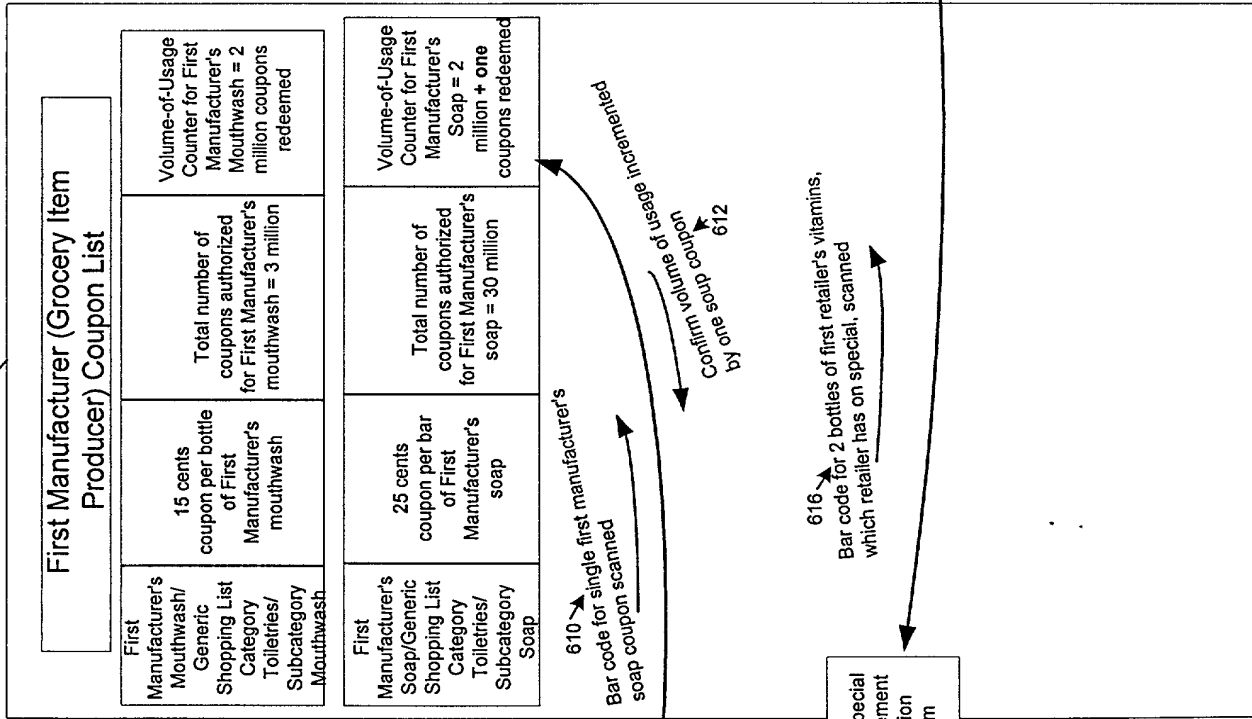 First Manufacturer (Grocery Item
Producer) Coupon List
First
Manufacturer's
Mouthwash/
Generic
Shopping List
Category
Toiletries/
Subcategory
Mouthwash
15 cents
coupon per bottle
of First
Manufacturer's
mouthwash
Total number of
coupons authorized
for First Manufacturer's
mouthwash = 3 million
Volume-of-Usage
Counter for First
Manufacturer's
Mouthwash = 2
million coupons
redeemed
First
Manufacturer's
Soap/Generic
Shopping List
Category
Toiletries/
Subcategory
Soap
25 cents
coupon per bar
of First
Manufacturer's
soap
Total number of
coupons authorized
for First Manufacturer's
soap = 30 million
Volume-of-Usage
Counter for First
Manufacturer's
Soap = 2
million + one
coupons redeemed
610
Bar code for single first manufacturer's
soap coupon scanned
Confirm volume of usage incremented
by one soup coupon
612
616
Bar code for 2 bottles of first retailer's vitamins,
which retailer has on special, scanned
pecial
ement
ion
m